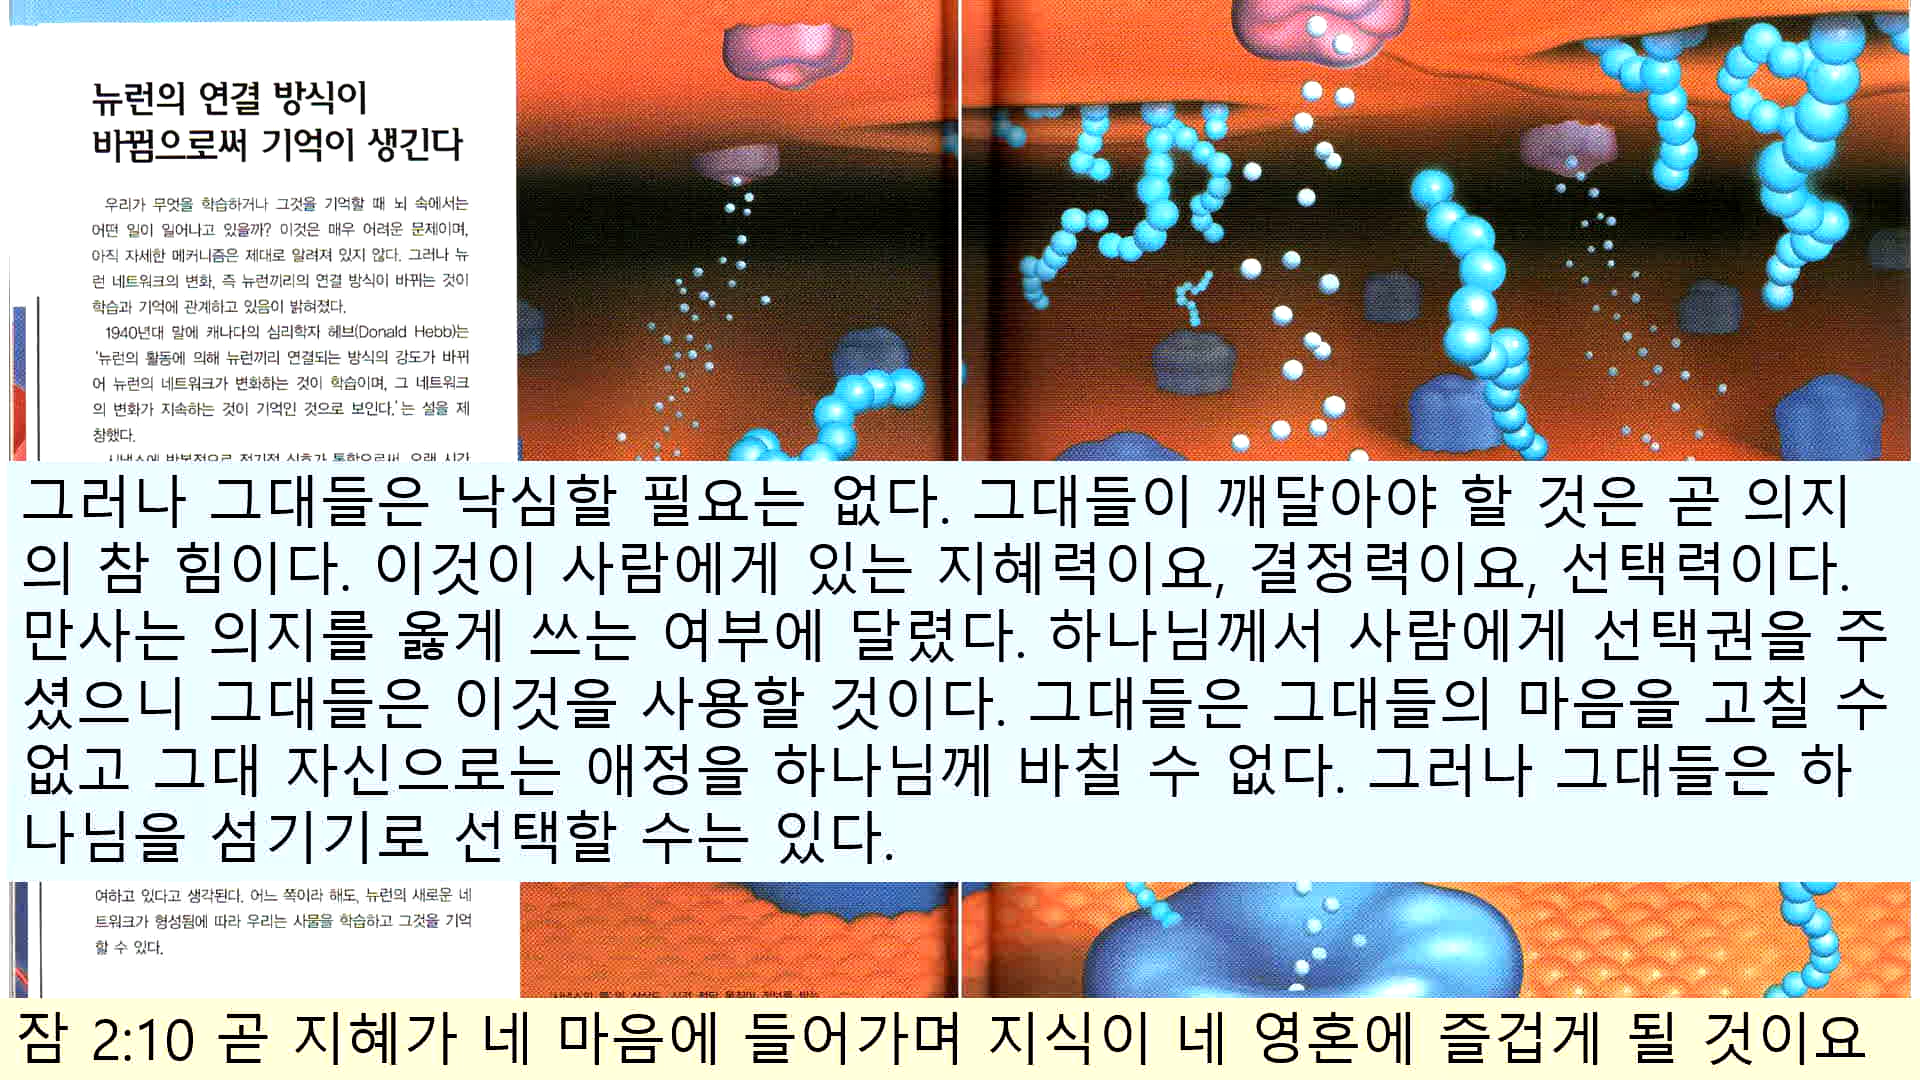 뉴런의 연결 방식이
바뀜으로써 기억이 생긴다
우리가 무엇을 학습하거나 그것을 기억할 때 뇌 속에서는
어떤 일이 일어나고 있을까? 이것은 매우 어려운 문제이며,
아직 자세한 메커니즘은 제대로 알려져 있지 않다. 그러나 뉴
런 네트워크의 변화, 즉 뉴런끼리의 연결 방식이 바뀌는 것이
학습과 기억에 관계하고 있음이 밝혀졌다.
1940년대 말에 캐나다의 심리학자 헤브(Donald Hebb)는
'뉴런의 활동에 의해 뉴런끼리 연결되는 방식의 강도가 바뀌
어 뉴런의 네트워크가 변화하는 것이 학습이며, 그 네트워크
의 변화가 지속하는 것이 기억인 것으로 보인다.'는 설을 제
창했다.
시냅스에 반복적으로 전기적 신호가 통함으로써, 오랜 시간
그러나 그대들은 낙심할 필요는 없다. 그대들이 깨달아야 할 것은 곧 의지
의 참 힘이다. 이것이 사람에게 있는 지혜력이요, 결정력이요, 선택력이다.
만사는 의지를 옳게 쓰는 여부에 달렸다. 하나님께서 사람에게 선택권을 주
셨으니 그대들은 이것을 사용할 것이다. 그대들은 그대들의 마음을 고칠 수
없고 그대 자신으로는 애정을 하나님께 바칠 수 없다. 그러나 그대들은 하
나님을 섬기기로 선택할 수는 있다.
여하고 있다고 생각된다. 어느 쪽이라 해도, 뉴런의 새로운 네
트워크가 형성됨에 따라 우리는 사물을 학습하고 그것을 기억
할 수 있다.
잠 2:10 곧 지혜가 네 마음에 들어가며 지식이 네 영혼에 즐겁게 될 것이요